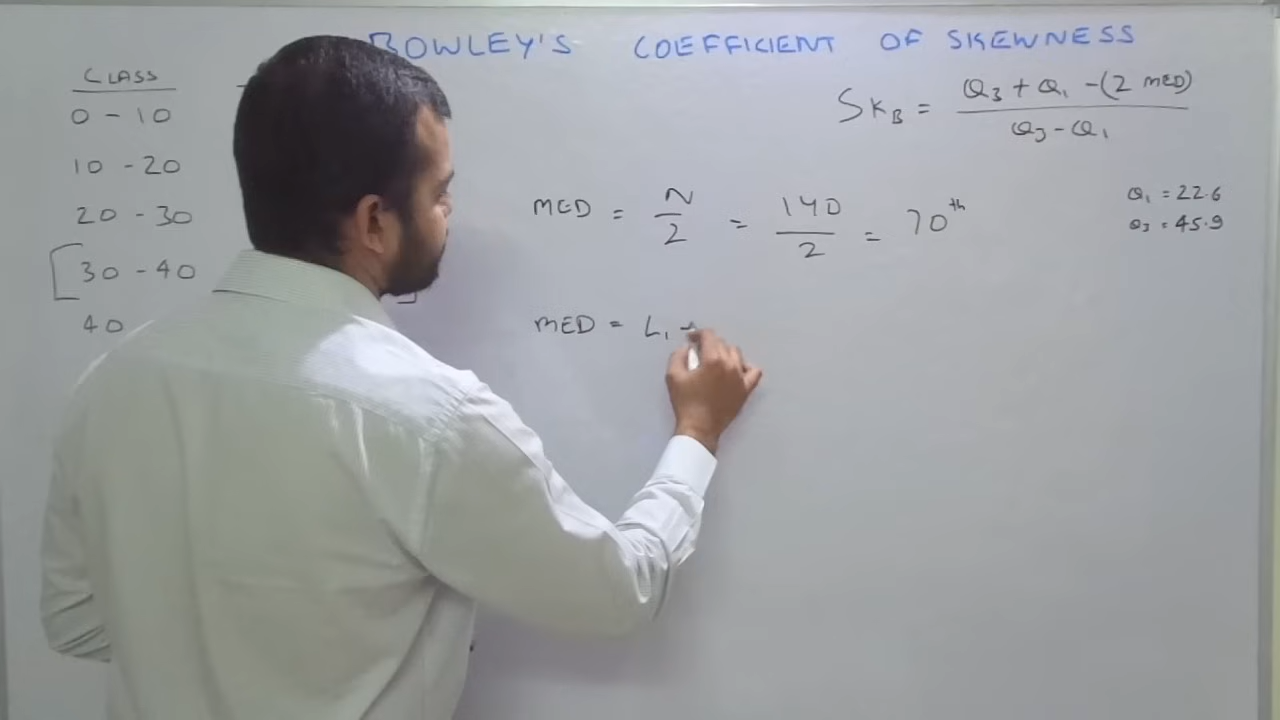 BOWLEY'S COEFFICIENT OF SKEWNESS
CLASS
0 - 10
10 - 20
20 - 30
30 - 40
40
SkB = Q3 + Q1 - (2 MED) / Q3 - Q1
MED = N / 2 = 140 / 2 = 70th
Q1 = 22.6
Q3 = 45.9
MED = L1 +